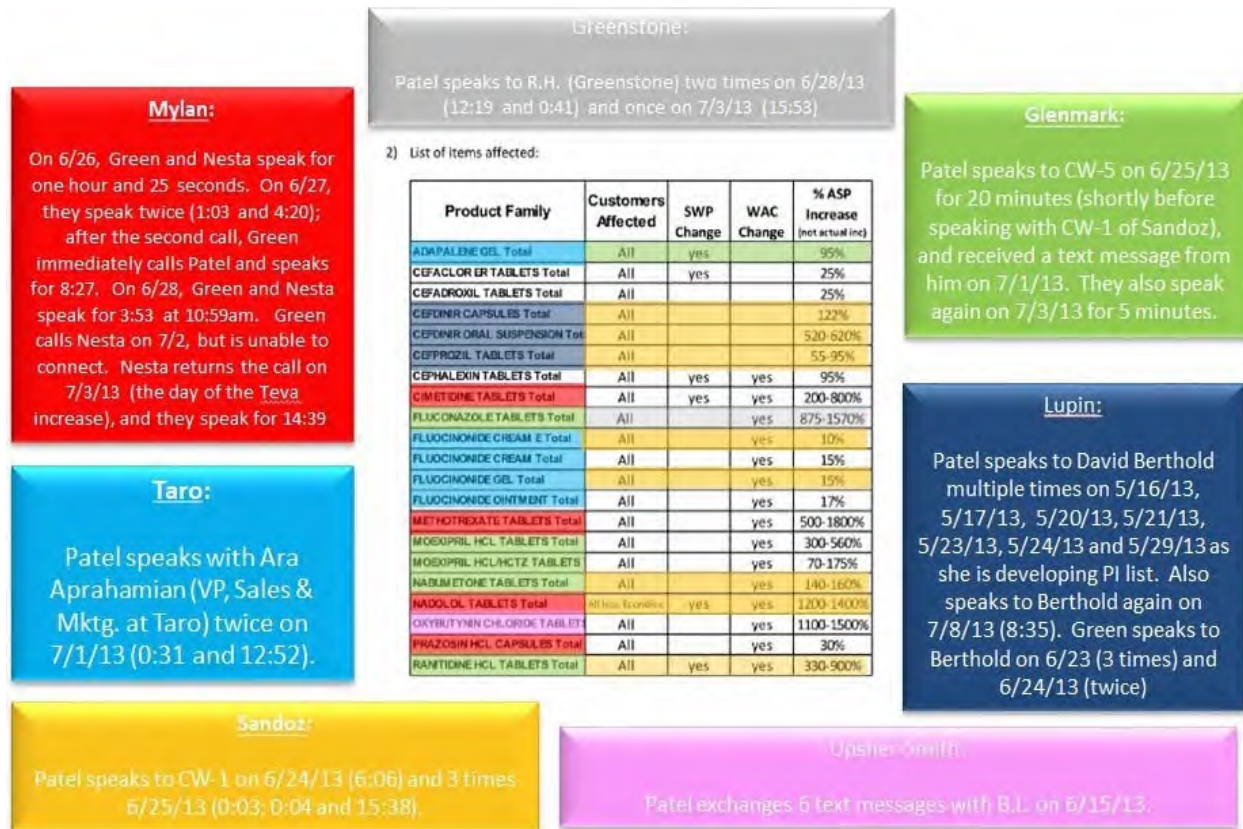 Greenstone:
Patel speaks to R.H. (Greenstone) two times on 6/28/13
(12:19 and 0:41) and once on 7/3/13 (15:53)
Mylan:
On 6/26, Green and Nesta speak for
one hour and 25 seconds. On 6/27,
they speak twice (1:03 and 4:20);
after the second call, Green
immediately calls Patel and speaks
for 8:27. On 6/28, Green and Nesta
speak for 3:53 at 10:59am. Green
calls Nesta on 7/2, but is unable to
connect. Nesta returns the call on
7/3/13 (the day of the Teva
increase), and they speak for 14:39
Glenmark:
Patel speaks to CW-5 on 6/25/13
for 20 minutes (shortly before
speaking with CW-1 of Sandoz),
and received a text message from
him on 7/1/13. They also speak
again on 7/3/13 for 5 minutes.
2) List of items affected:
Product Family Customers Affected SWP Change WAC Change % ASP Increase (not actual inc)
ADAPALENE GEL Total All yes 95%
CEFACLOR ER TABLETS Total All yes 25%
CEFADROXIL TABLETS Total All 25%
CEFDINIR CAPSULES Total All 122%
CEFDINIR ORAL SUSPENSION Tot All 520-620%
CEFPROZIL TABLETS Total All 55-95%
CEPHALEXIN TABLETS Total All yes yes 95%
CIMETIDINE TABLETS Total All yes yes 200-800%
FLUCONAZOLE TABLETS Total All yes 875-1570%
FLUOCINONIDE CREAM E Total All yes 10%
FLUOCINONIDE CREAM Total All yes 15%
FLUOCINONIDE GEL Total All yes 15%
FLUOCINONIDE OINTMENT Total All yes 17%
METHOTREXATE TABLETS Total All yes 500-1800%
MOEXIPRIL HCL TABLETS Total All yes 300-560%
MOEXIPRIL HCL/HCTZ TABLETS All yes 70-175%
NABUMETONE TABLETS Total All yes 140-160%
NADOLOL TABLETS Total All yes yes 1200-1400%
OXYBUTYNIN CHLORIDE TABLETS All yes 1100-1500%
PRAZOSIN HCL CAPSULES Total All yes 30%
RANITIDINE HCL TABLETS Total All yes yes 330-900%
Taro:
Patel speaks with Ara
Aprahamian (VP, Sales &
Mktg. at Taro) twice on
7/1/13 (0:31 and 12:52).
Lupin:
Patel speaks to David Berthold
multiple times on 5/16/13,
5/17/13, 5/20/13, 5/21/13,
5/23/13, 5/24/13 and 5/29/13 as
she is developing PI list. Also
speaks to Berthold again on
7/8/13 (8:35). Green speaks to
Berthold on 6/23 (3 times) and
6/24/13 (twice)
Sandoz:
Patel speaks to CW-1 on 6/24/13 (6:06) and 3 times
6/25/13 (0:03; 0:04 and 15:38).
Upsher-Smith:
Patel exchanges 6 text messages with B.L. on 6/15/13.